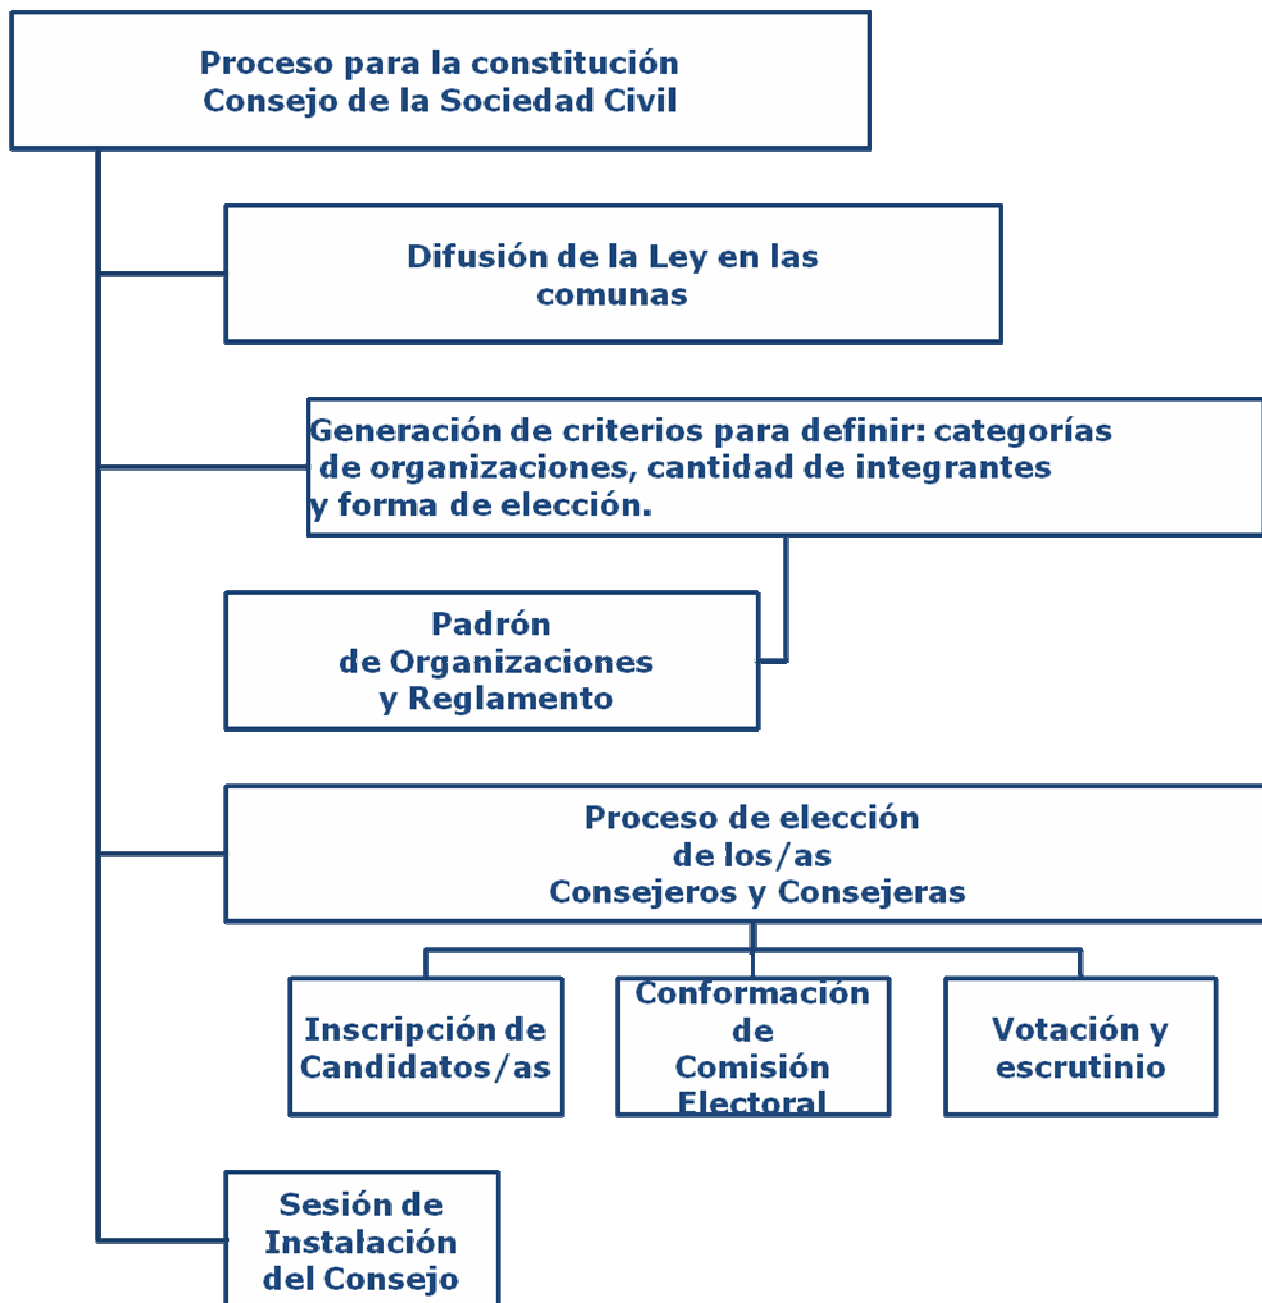 Proceso para la constitución
Consejo de la Sociedad Civil
Difusión de la Ley en las
comunas
Generación de criterios para definir: categorías
de organizaciones, cantidad de integrantes
y forma de elección.
Padrón
de Organizaciones
y Reglamento
Proceso de elección
de los/as
Consejeros y Consejeras
Inscripción de
Candidatos/as
Conformación
de
Comisión
Electoral
Votación y
escrutinio
Sesión de
Instalación
del Consejo